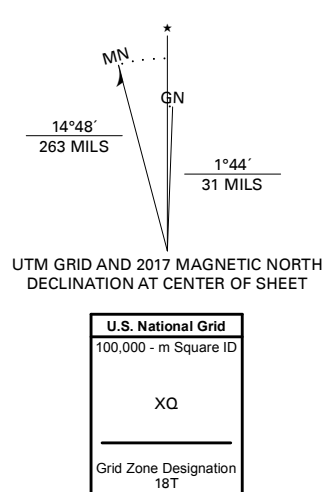 ★
MN
GN
14°48´
263 MILS
1°44´
31 MILS
UTM GRID AND 2017 MAGNETIC NORTH
DECLINATION AT CENTER OF SHEET
U.S. National Grid
100,000 - m Square ID
XQ
Grid Zone Designation
18T